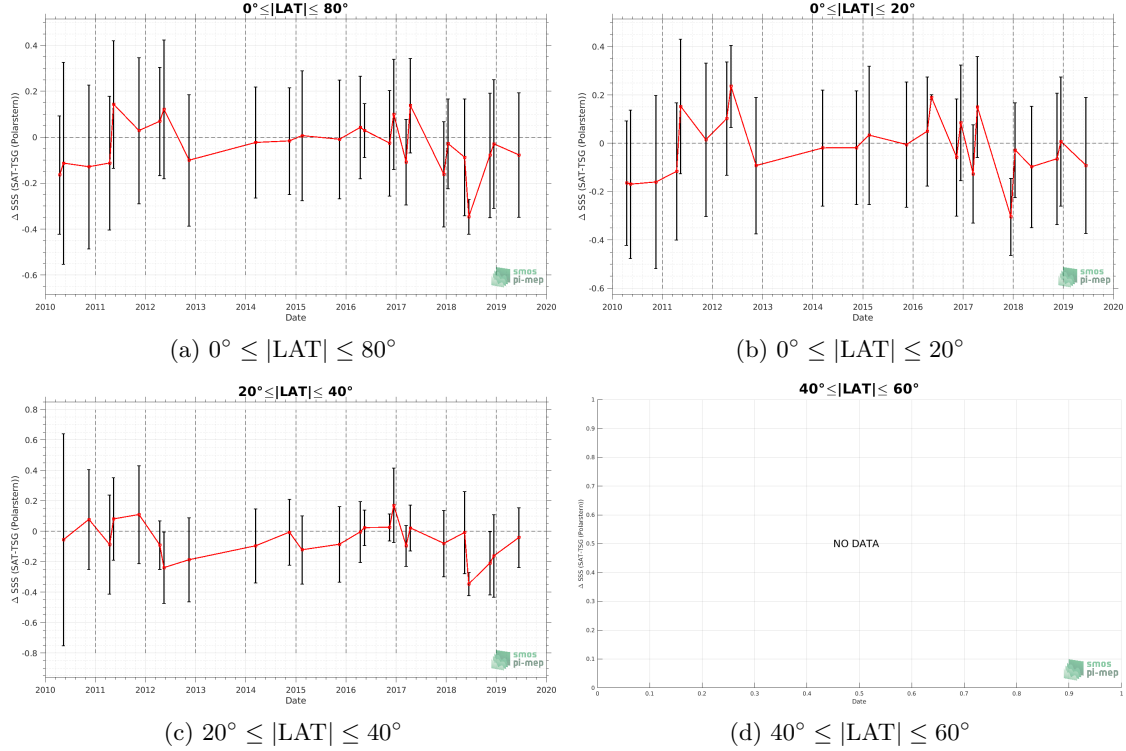 0°≤|LAT|≤ 80°
Δ SSS (SAT-TSG (Polarstern))
0.4
0.2
0
-0.2
-0.4
-0.6
2010 2011 2012 2013 2014 2015 2016 2017 2018 2019 2020
Date
smos
pi-mep
(a) 0° ≤ |LAT| ≤ 80°
0°≤|LAT|≤ 20°
Δ SSS (SAT-TSG (Polarstern))
0.4
0.2
0
-0.2
-0.4
-0.6
2010 2011 2012 2013 2014 2015 2016 2017 2018 2019 2020
Date
smos
pi-mep
(b) 0° ≤ |LAT| ≤ 20°
20°≤|LAT|≤ 40°
Δ SSS (SAT-TSG (Polarstern))
0.8
0.6
0.4
0.2
0
-0.2
-0.4
-0.6
-0.8
2010 2011 2012 2013 2014 2015 2016 2017 2018 2019 2020
Date
smos
pi-mep
(c) 20° ≤ |LAT| ≤ 40°
40°≤|LAT|≤ 60°
Δ SSS (SAT-TSG (Polarstern))
1
0.9
0.8
0.7
0.6
0.5
0.4
0.3
0.2
0.1
0
NO DATA
0 0.1 0.2 0.3 0.4 0.5 0.6 0.7 0.8 0.9 1
Date
smos
pi-mep
(d) 40° ≤ |LAT| ≤ 60°